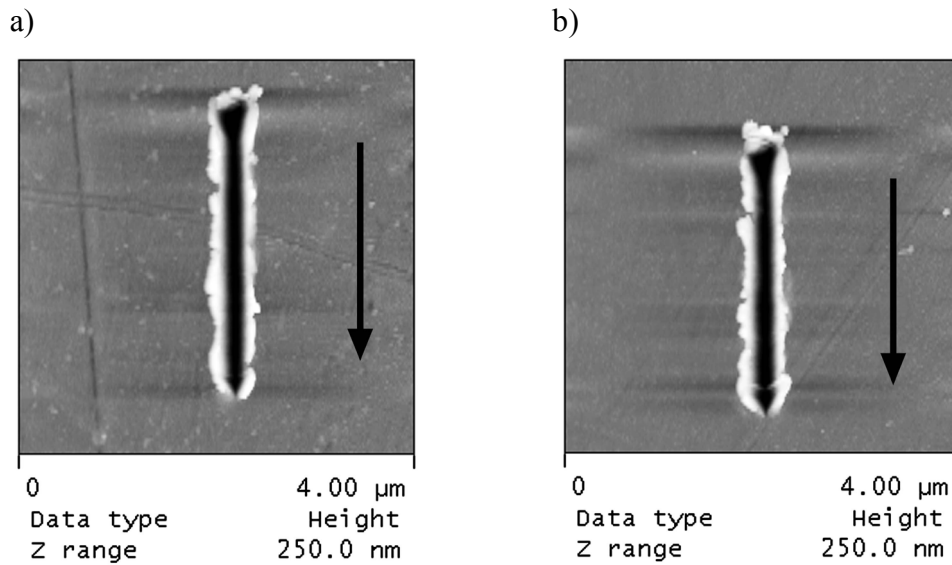 a)
b)
0 4.00 µm
Data type Height
Z range 250.0 nm
0 4.00 µm
Data type Height
Z range 250.0 nm